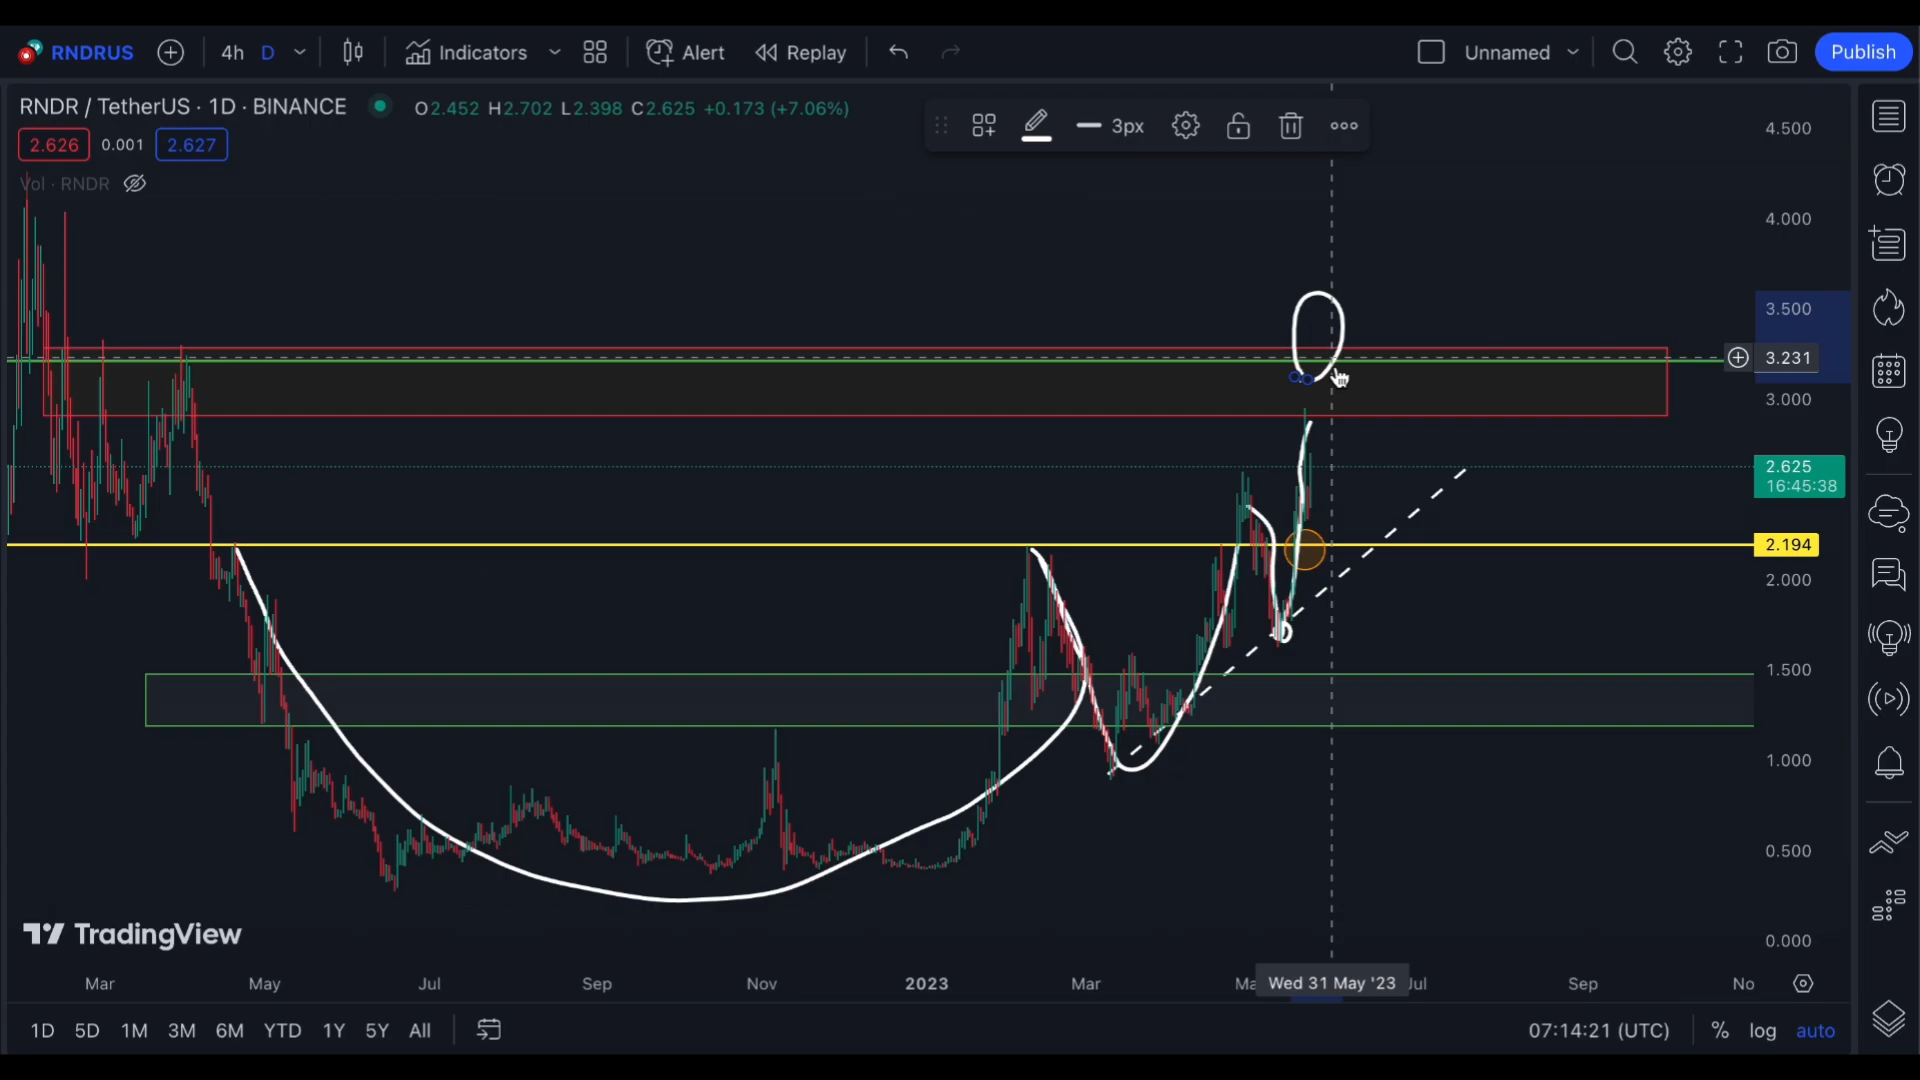 RNDRUS 4h D Indicators Alert Replay Unnamed Publish
RNDR / TetherUS · 1D · BINANCE O2.452 H2.702 L2.398 C2.625 +0.173 (+7.06%)
3px
2.626 0.001 2.627
Vol · RNDR
4.500
4.000
3.500
3.231
3.000
2.625
16:45:38
2.194
2.000
1.500
1.000
0.500
0.000
TradingView
Mar May Jul Sep Nov 2023 Mar Ma Wed 31 May '23 Jul Sep No
1D 5D 1M 3M 6M YTD 1Y 5Y All 07:14:21 (UTC) % log auto